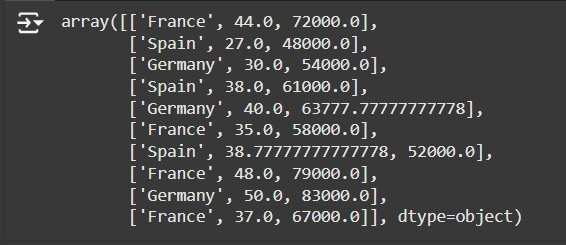 array([['France', 44.0, 72000.0],
['Spain', 27.0, 48000.0],
['Germany', 30.0, 54000.0],
['Spain', 38.0, 61000.0],
['Germany', 40.0, 63777.77777777778],
['France', 35.0, 58000.0],
['Spain', 38.77777777777778, 52000.0],
['France', 48.0, 79000.0],
['Germany', 50.0, 83000.0],
['France', 37.0, 67000.0]], dtype=object)